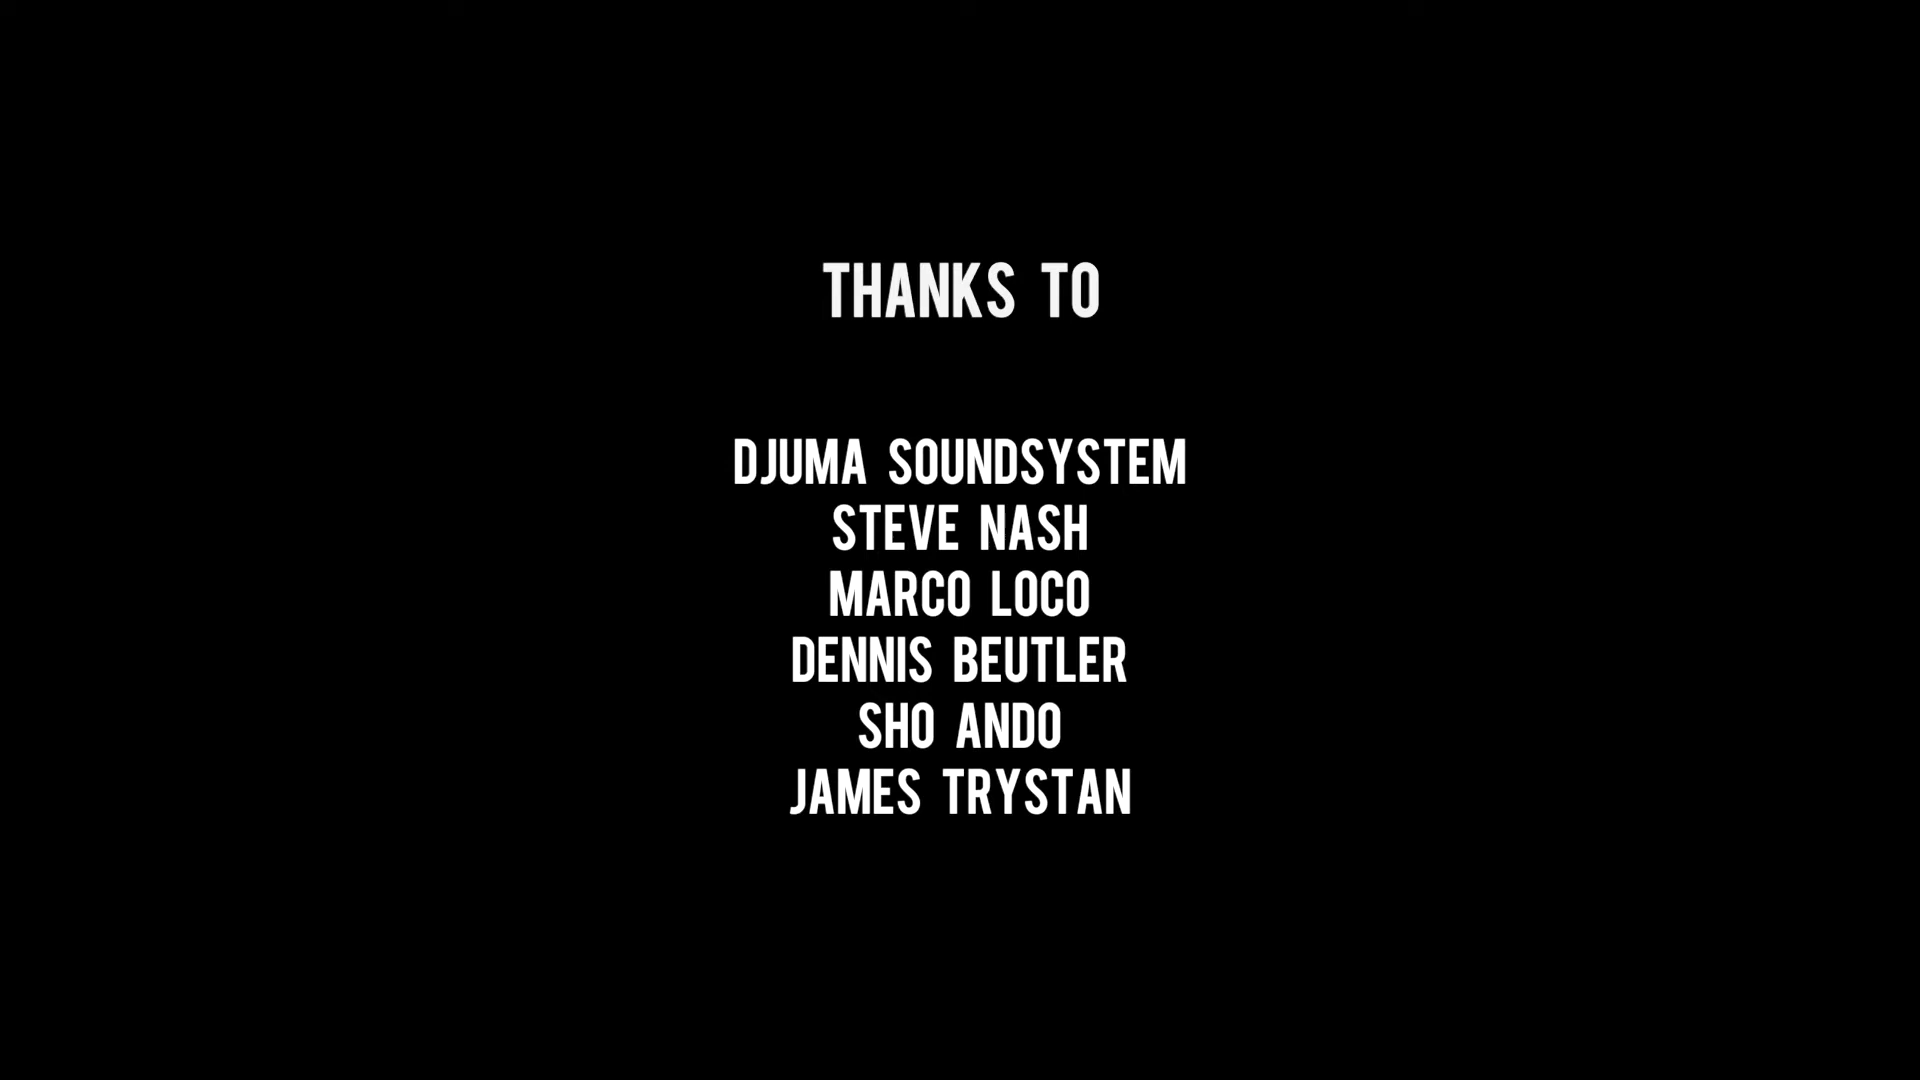 THANKS TO
DJUMA SOUNDSYSTEM
STEVE NASH
MARCO LOCO
DENNIS BEUTLER
SHO ANDO
JAMES TRYSTAN